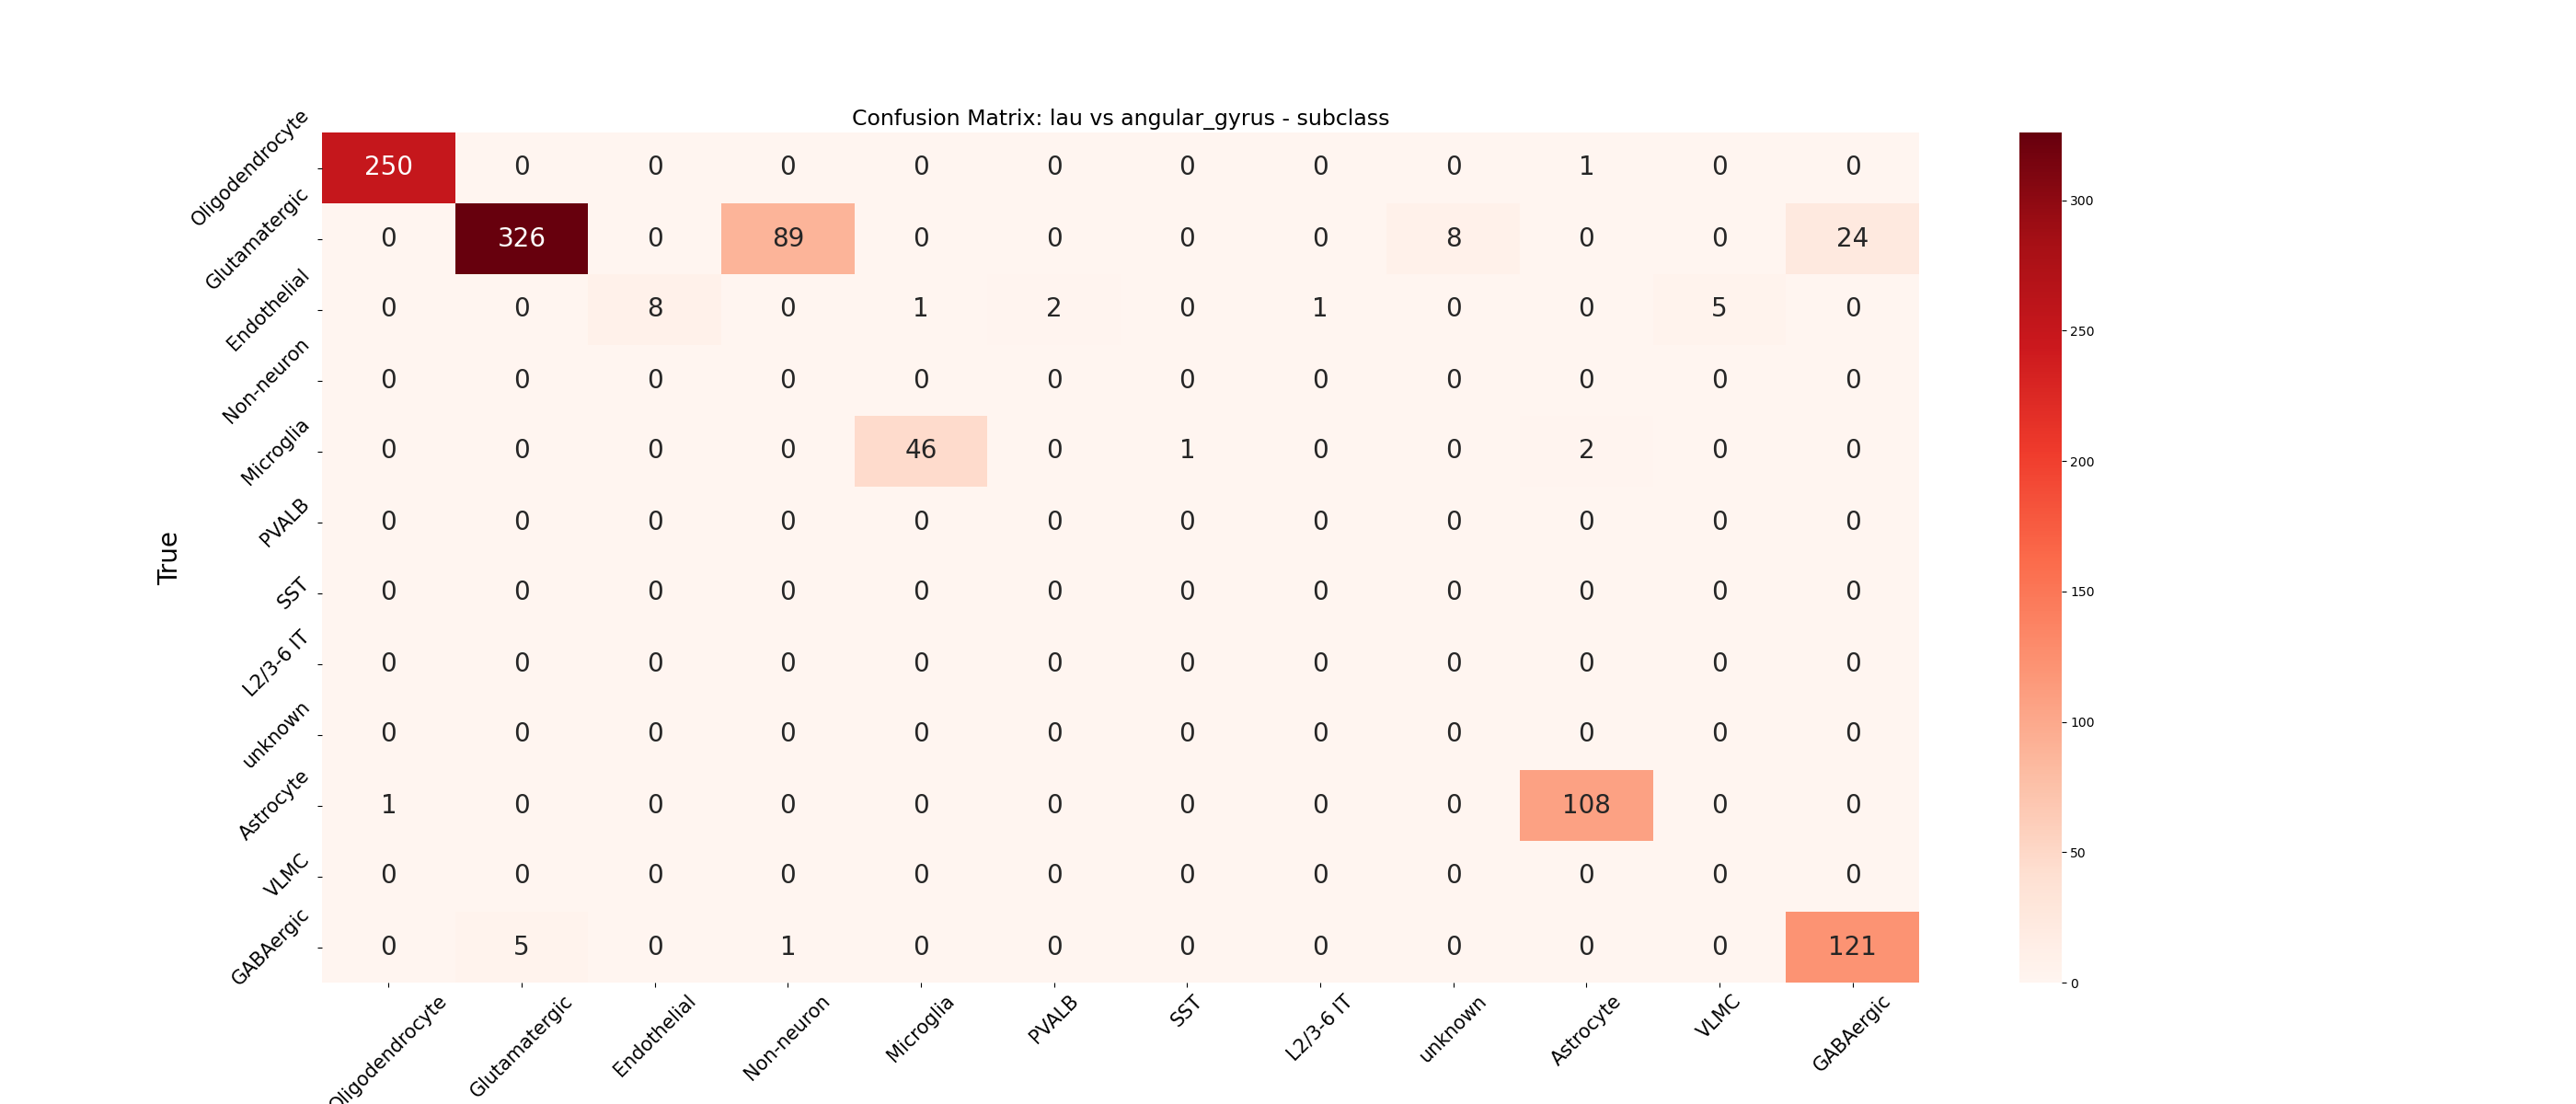 Confusion Matrix: lau vs angular_gyrus - subclass
True
Oligodendrocyte 250 0 0 0 0 0 0 0 0 1 0 0
Glutamatergic 0 326 0 89 0 0 0 0 8 0 0 24
Endothelial 0 0 8 0 1 2 0 1 0 0 5 0
Non-neuron 0 0 0 0 0 0 0 0 0 0 0 0
Microglia 0 0 0 0 46 0 1 0 0 2 0 0
PVALB 0 0 0 0 0 0 0 0 0 0 0 0
SST 0 0 0 0 0 0 0 0 0 0 0 0
L2/3-6 IT 0 0 0 0 0 0 0 0 0 0 0 0
unknown 0 0 0 0 0 0 0 0 0 0 0 0
Astrocyte 1 0 0 0 0 0 0 0 0 108 0 0
VLMC 0 0 0 0 0 0 0 0 0 0 0 0
GABAergic 0 5 0 1 0 0 0 0 0 0 0 121
Oligodendrocyte Glutamatergic Endothelial Non-neuron Microglia PVALB SST L2/3-6 IT unknown Astrocyte VLMC GABAergic
300
250
200
150
100
50
0